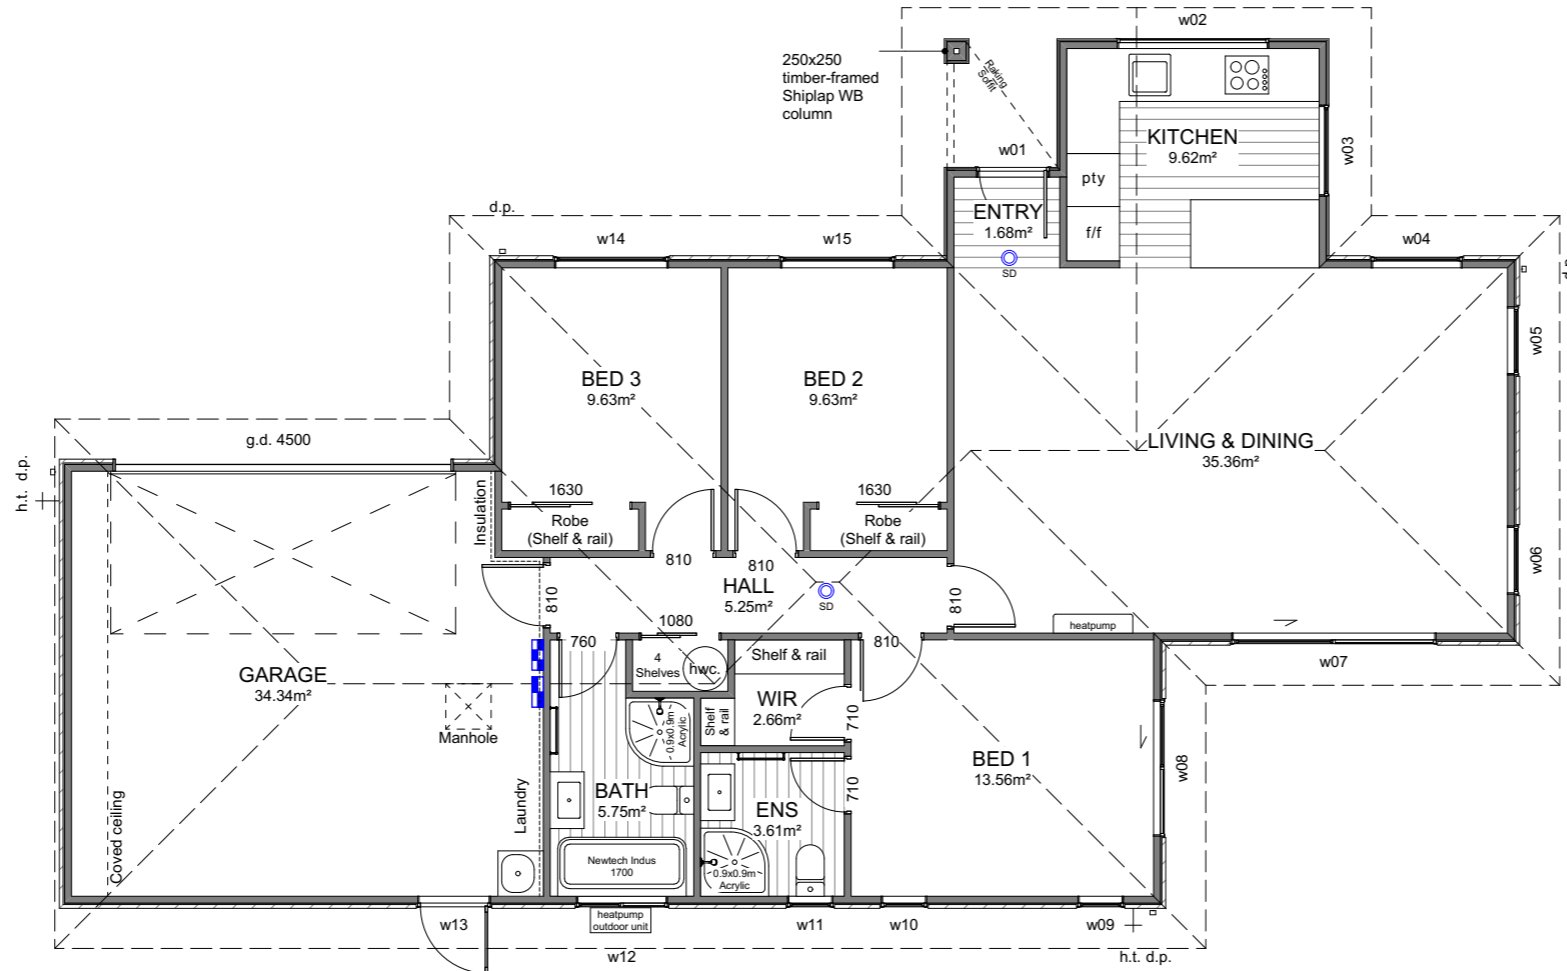 w02
250x250
timber-framed
Shiplap WB
column
Raking
Soffit
w01
KITCHEN
9.62m²
w03
pty
f/f
ENTRY
1.68m²
SD
d.p.
w14
w15
w04
w05
BED 3
9.63m²
BED 2
9.63m²
LIVING & DINING
35.36m²
g.d. 4500
h.t. d.p.
Insulation
1630
Robe
(Shelf & rail)
1630
Robe
(Shelf & rail)
810
810
w06
HALL
5.25m²
SD
810
810
heatpump
1080
760
810
4
Shelves
hwc.
Shelf & rail
w07
GARAGE
34.34m²
WIR
2.66m²
Shelf
& rail
710
0.9x0.9m
Acrylic
Manhole
BED 1
13.56m²
w08
BATH
5.75m²
710
ENS
3.61m²
Coved ceiling
Laundry
Newtech Indus
1700
0.9x0.9m
Acrylic
w13
heatpump
outdoor unit
w12
w11
w10
w09
h.t. d.p.